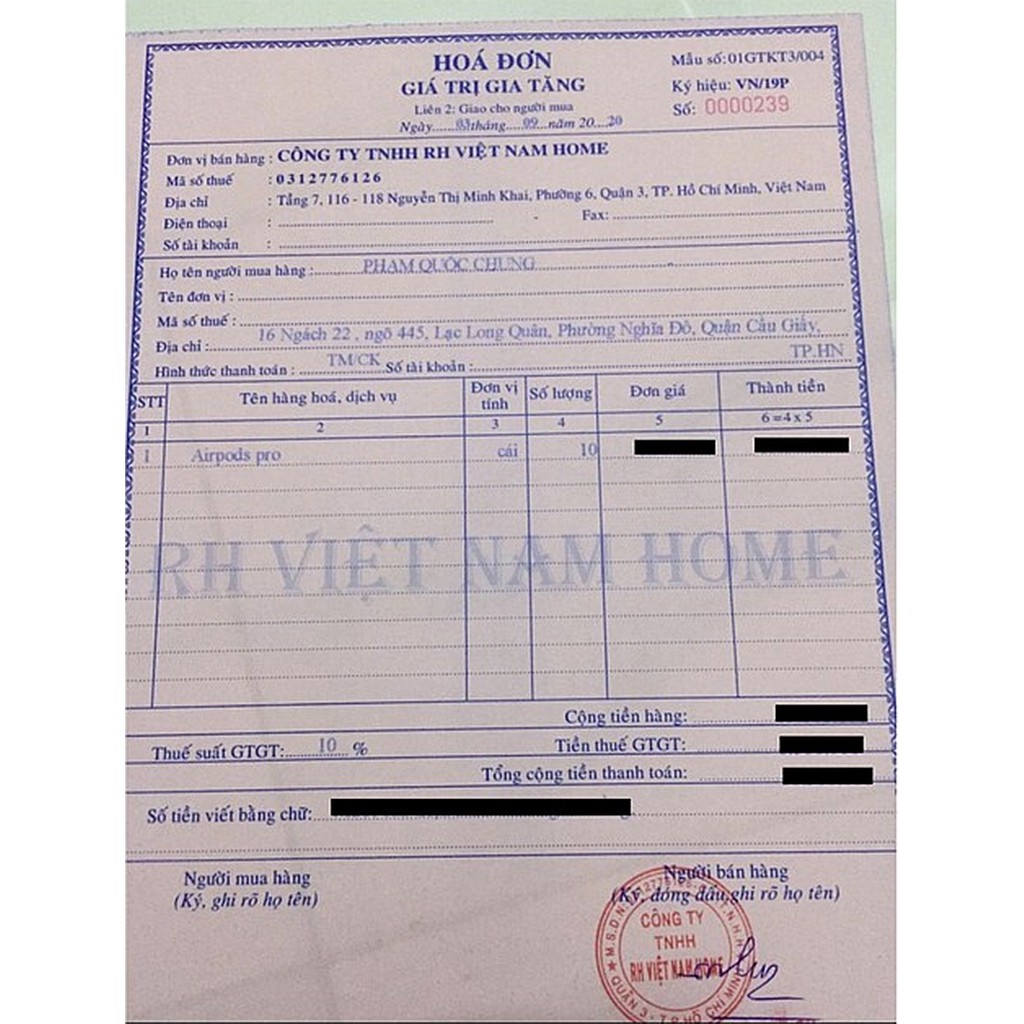 HOÁ ĐƠN
GIÁ TRỊ GIA TĂNG
Liên 2: Giao cho người mua
Ngày......03tháng.....09...năm 20....20
Mẫu số:01GTKT3/004
Ký hiệu: VN/19P
Số: 0000239
Đơn vị bán hàng : CÔNG TY TNHH RH VIỆT NAM HOME
Mã số thuế : 0312776126
Địa chỉ : Tầng 7, 116 - 118 Nguyễn Thị Minh Khai, Phường 6, Quận 3, TP. Hồ Chí Minh, Việt Nam
Điện thoại : - Fax:
Số tài khoản :
Họ tên người mua hàng : PHẠM QUỐC CHUNG
Tên đơn vị :
Mã số thuế :
Địa chỉ : 16 Ngách 22 , ngõ 445, Lạc Long Quân, Phường Nghĩa Đô, Quận Cầu Giấy,
TP.HN
Hình thức thanh toán : TM/CK Số tài khoản :
STT Tên hàng hoá, dịch vụ Đơn vị tính Số lượng Đơn giá Thành tiền
1 2 3 4 5 6=4x5
1 Airpods pro cái 10
RH VIỆT NAM HOME
Cộng tiền hàng:
Thuế suất GTGT: 10 % Tiền thuế GTGT:
Tổng cộng tiền thanh toán:
Số tiền viết bằng chữ:
Người mua hàng Người bán hàng
(Ký, ghi rõ họ tên) (Ký, đóng dấu, ghi rõ họ tên)
CÔNG TY
TNHH
RH VIỆT NAM HOME
QUẬN 3 - T.P HỒ CHÍ MINH